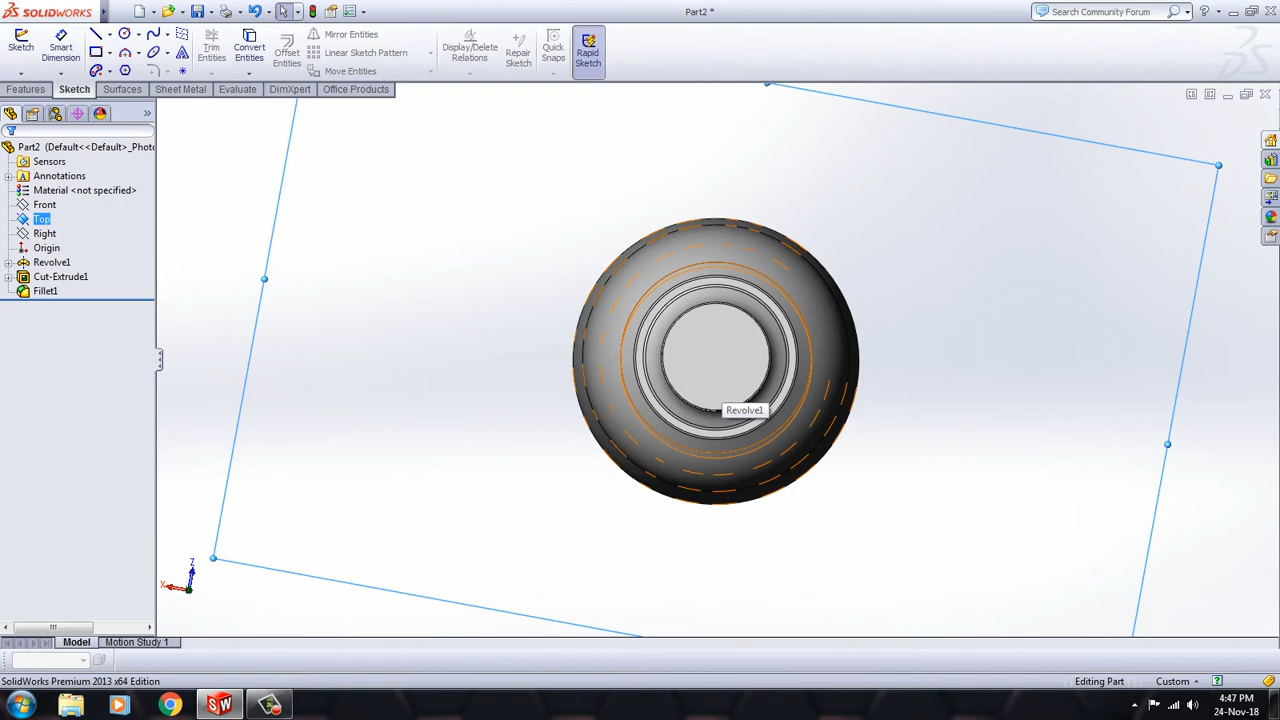 SOLIDWORKS
Part2 *
Search Community Forum
Sketch
Smart Dimension
Trim Entities
Convert Entities
Offset Entities
Mirror Entities
Linear Sketch Pattern
Move Entities
Display/Delete Relations
Repair Sketch
Quick Snaps
Rapid Sketch
Features
Sketch
Surfaces
Sheet Metal
Evaluate
DimXpert
Office Products
Part2 (Default<<Default>_Photo
Sensors
Annotations
Material <not specified>
Front
Top
Right
Origin
Revolve1
Cut-Extrude1
Fillet1
Revolve1
Z
X
Model
Motion Study 1
SolidWorks Premium 2013 x64 Edition
Editing Part
Custom
4:47 PM
24-Nov-18